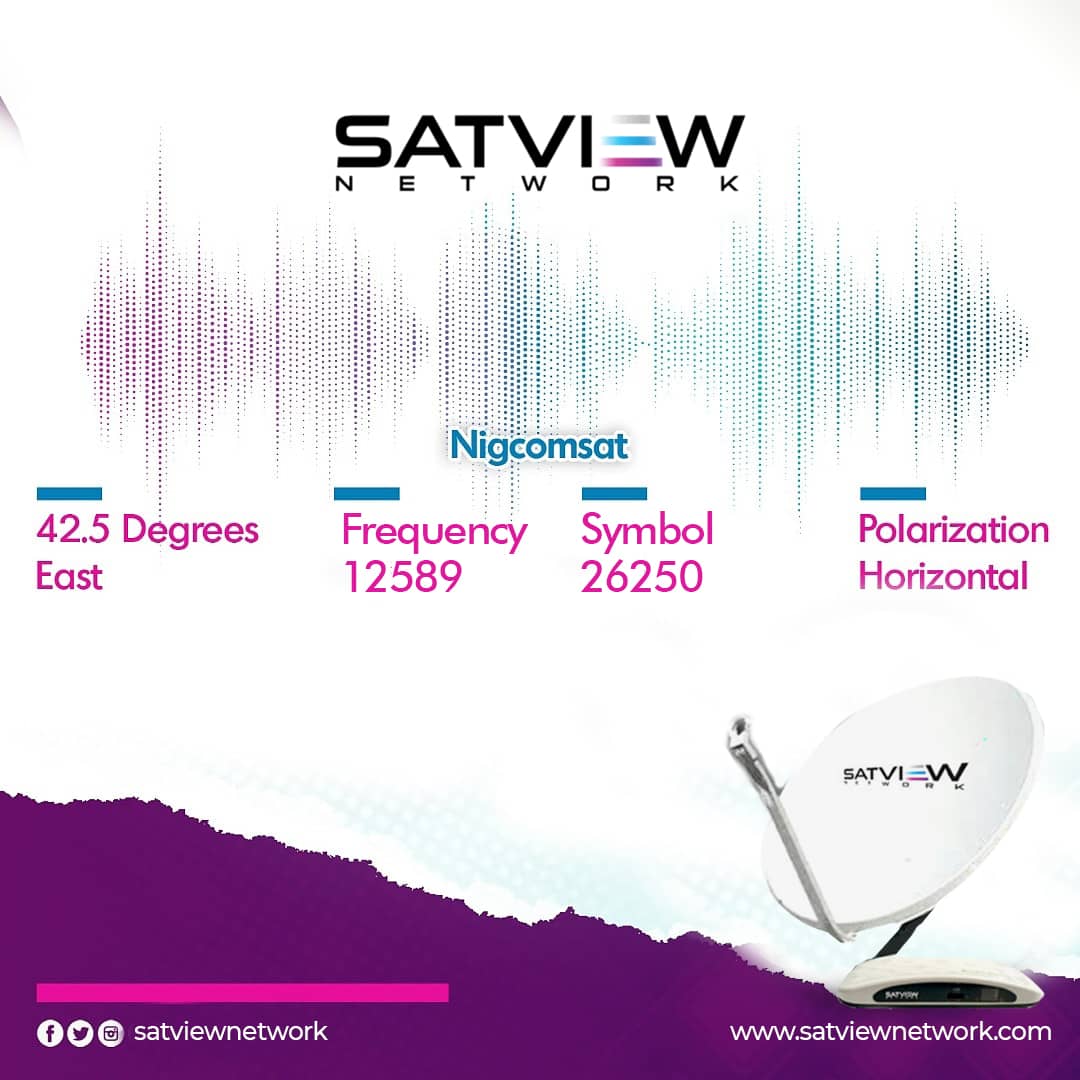 SATVIEW
NETWORK
Nigcomsat
42.5 Degrees
East
Frequency
12589
Symbol
26250
Polarization
Horizontal
SATVIEW
NETWORK
SATVIEW
satviewnetwork
www.satviewnetwork.com